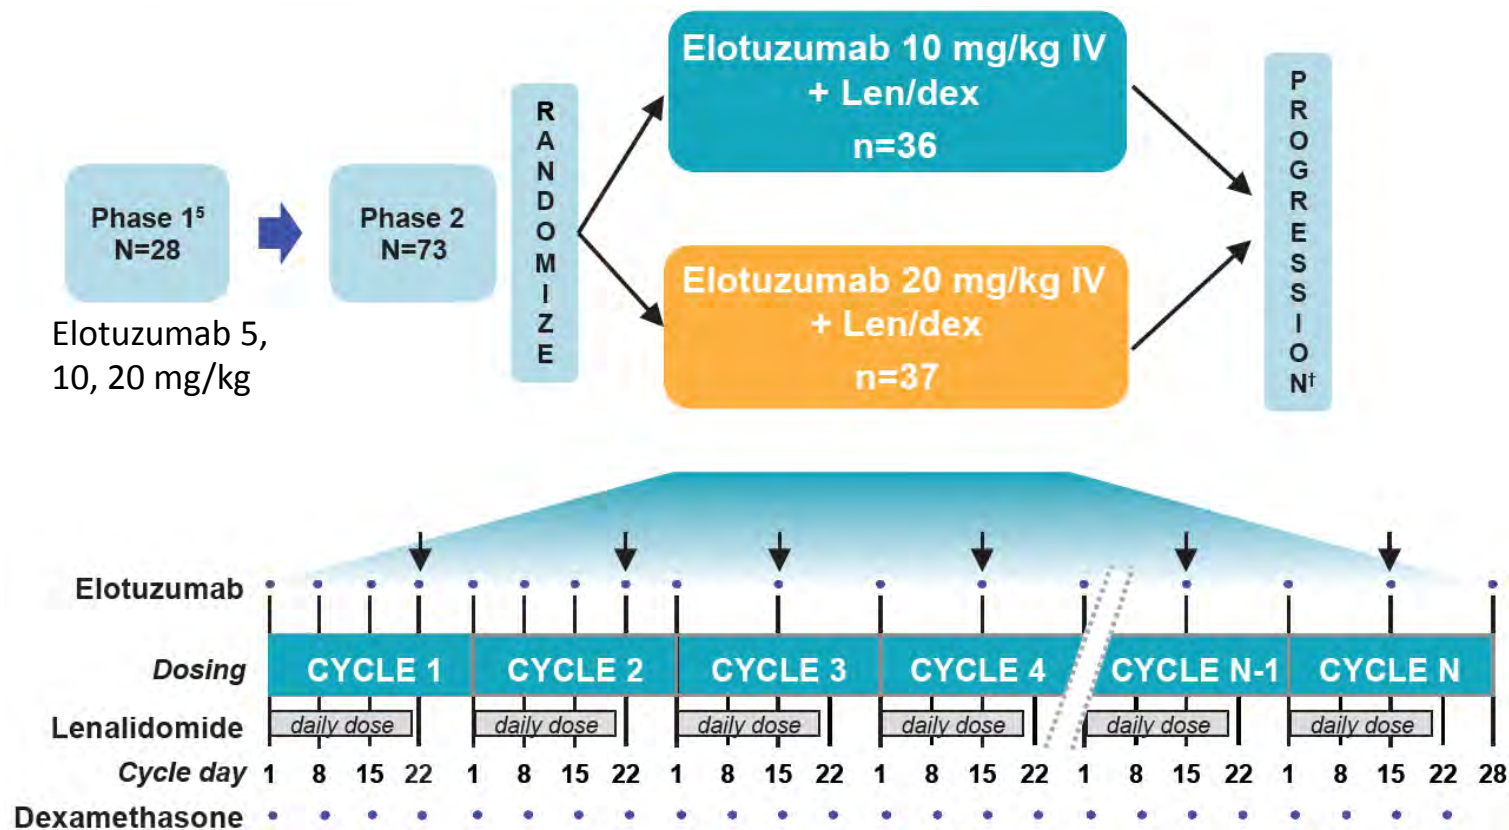 Phase 1⁵
N=28
Elotuzumab 5,
10, 20 mg/kg
Phase 2
N=73
RANDOMIZE
Elotuzumab 10 mg/kg IV
+ Len/dex
n=36
Elotuzumab 20 mg/kg IV
+ Len/dex
n=37
PROGRESSION†
Elotuzumab
Dosing CYCLE 1 CYCLE 2 CYCLE 3 CYCLE 4 CYCLE N-1 CYCLE N
Lenalidomide daily dose daily dose daily dose daily dose daily dose daily dose
Cycle day 1 8 15 22 1 8 15 22 1 8 15 22 1 8 15 22 1 8 15 22 1 8 15 22 28
Dexamethasone